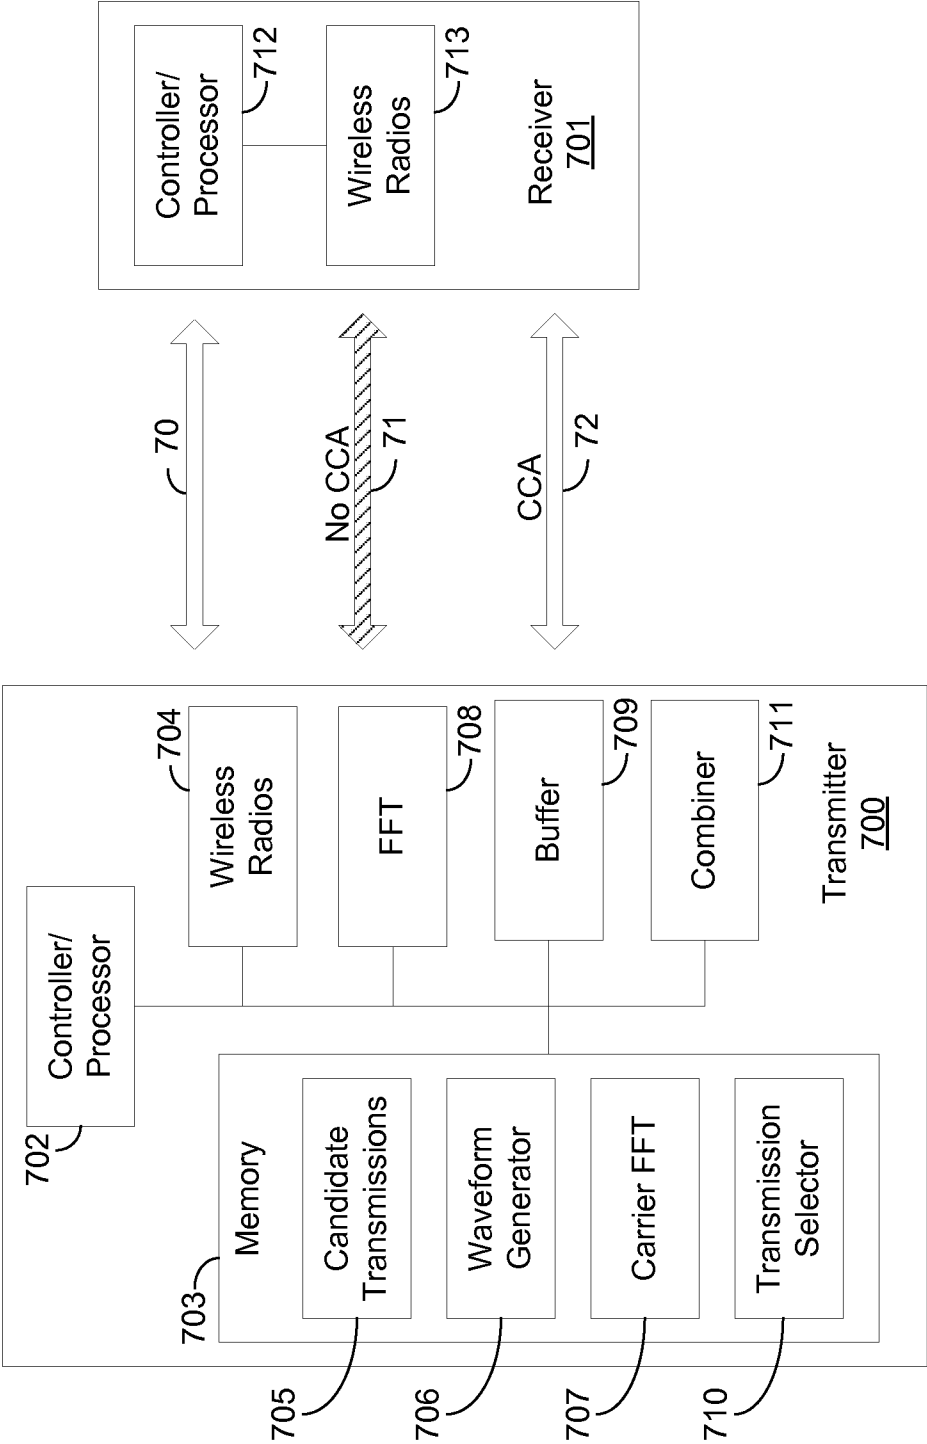 702
Controller/
Processor
703
Memory
705
Candidate
Transmissions
706
Waveform
Generator
707
Carrier FFT
710
Transmission
Selector
704
Wireless
Radios
708
FFT
709
Buffer
711
Combiner
Transmitter
700
70
No CCA
71
CCA
72
Controller/
Processor
712
Wireless
Radios
713
Receiver
701